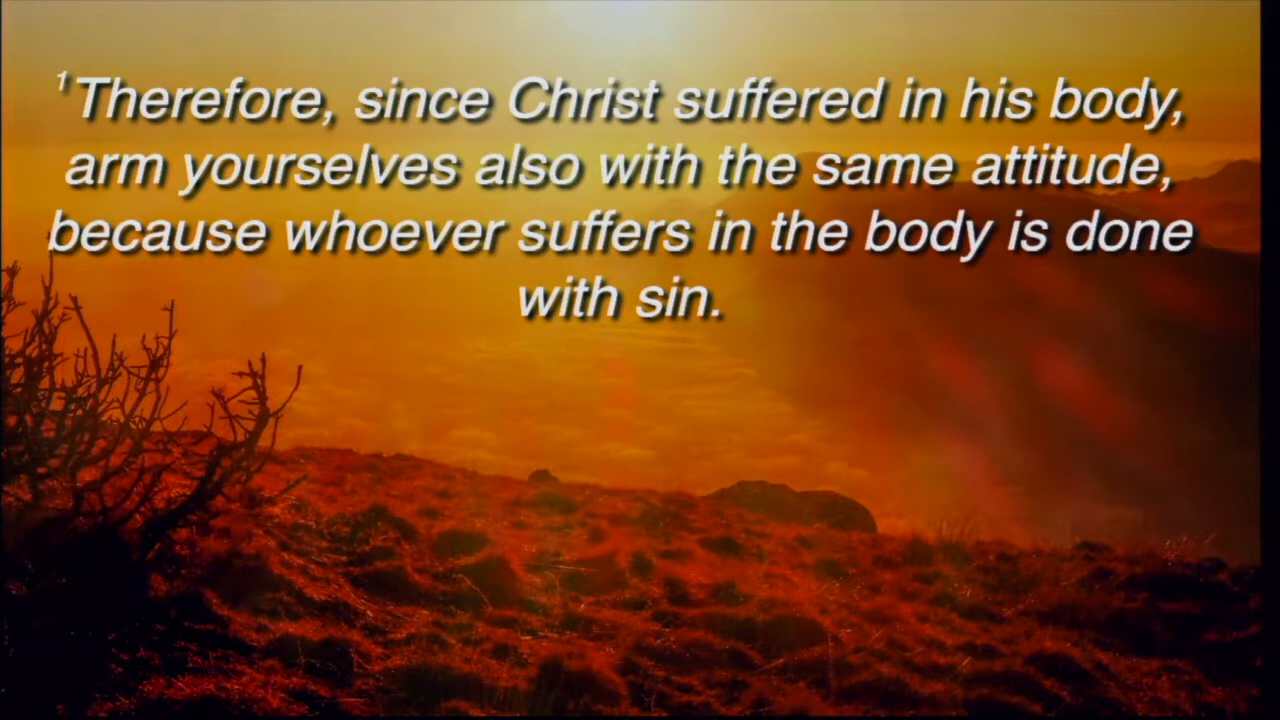 ¹Therefore, since Christ suffered in his body,
arm yourselves also with the same attitude,
because whoever suffers in the body is done
with sin.